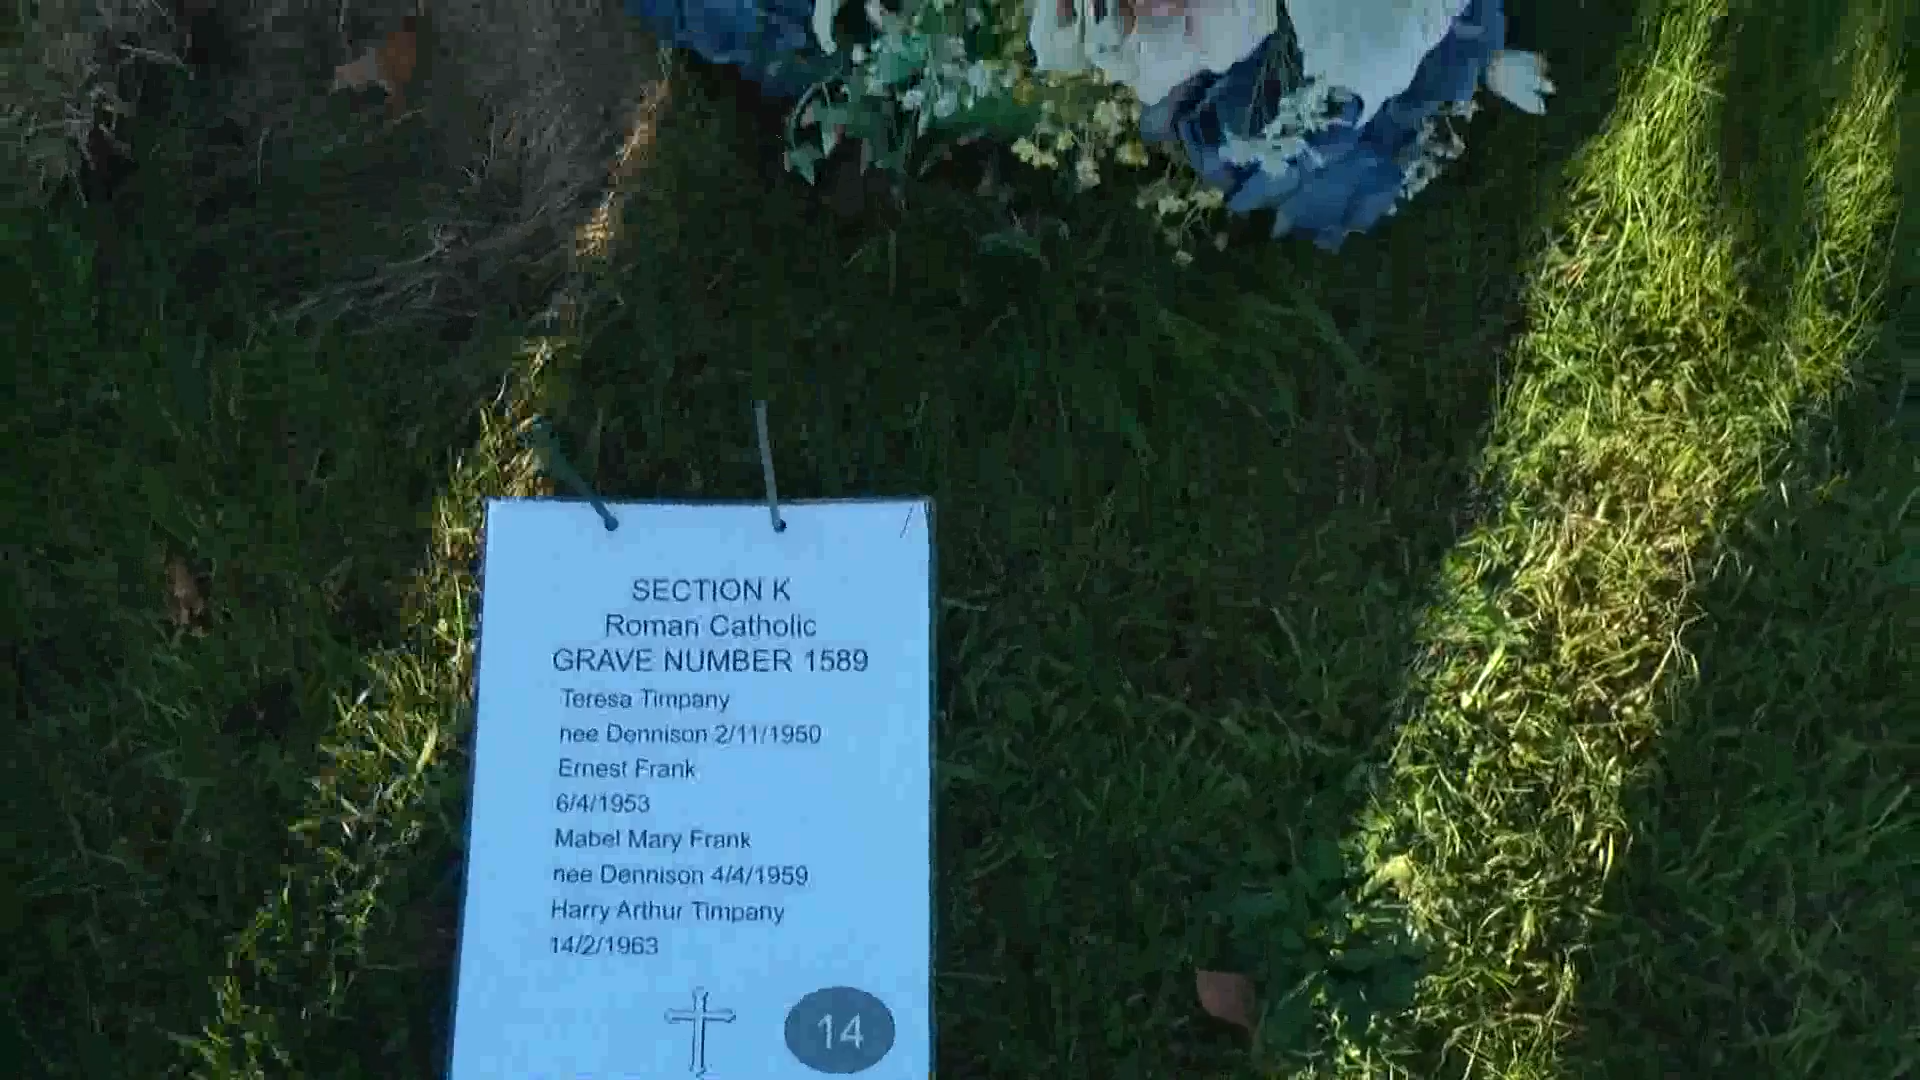 SECTION K
Roman Catholic
GRAVE NUMBER 1589
Teresa Timpany
nee Dennison 2/11/1950
Ernest Frank
6/4/1953
Mabel Mary Frank
nee Dennison 4/4/1959
Harry Arthur Timpany
14/2/1963
14